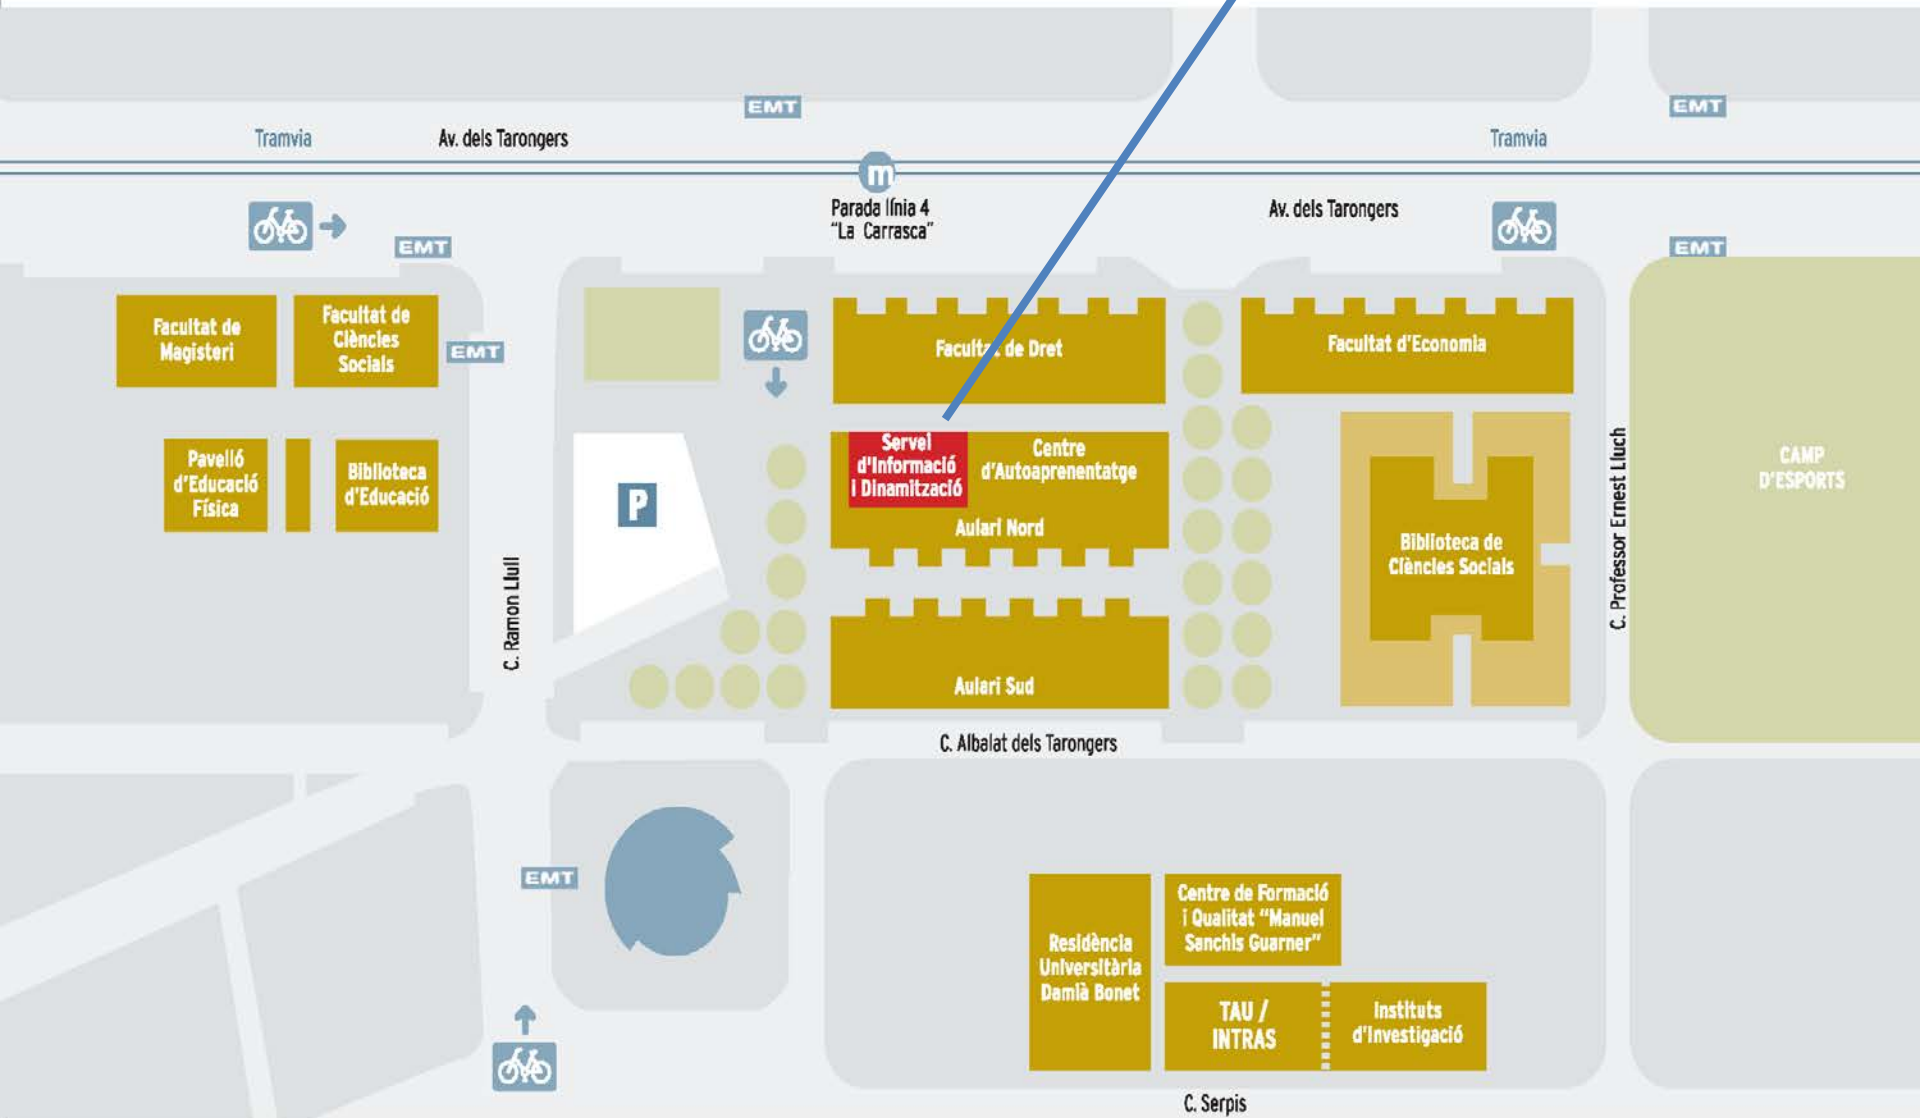 EMT
EMT
Tramvia
Av. dels Tarongers
Tramvia
m
Parada línia 4
"La Carrasca"
Av. dels Tarongers
EMT
EMT
Facultat de
Magisteri
Facultat de
Ciències
Socials
EMT
Facultat de Dret
Facultat d'Economia
Pavelló
d'Educació
Física
Biblioteca
d'Educació
P
Servei
d'Informació
i Dinamització
Centre
d'Autoaprenentatge
Aulari Nord
Biblioteca de
Ciències Socials
C. Professor Ernest Lluch
CAMP
D'ESPORTS
C. Ramon Llull
Aulari Sud
C. Albalat dels Tarongers
EMT
Residència
Universitària
Damià Bonet
Centre de Formació
i Qualitat “Manuel
Sanchis Guarner”
TAU /
INTRAS
Instituts
d'Investigació
C. Serpis